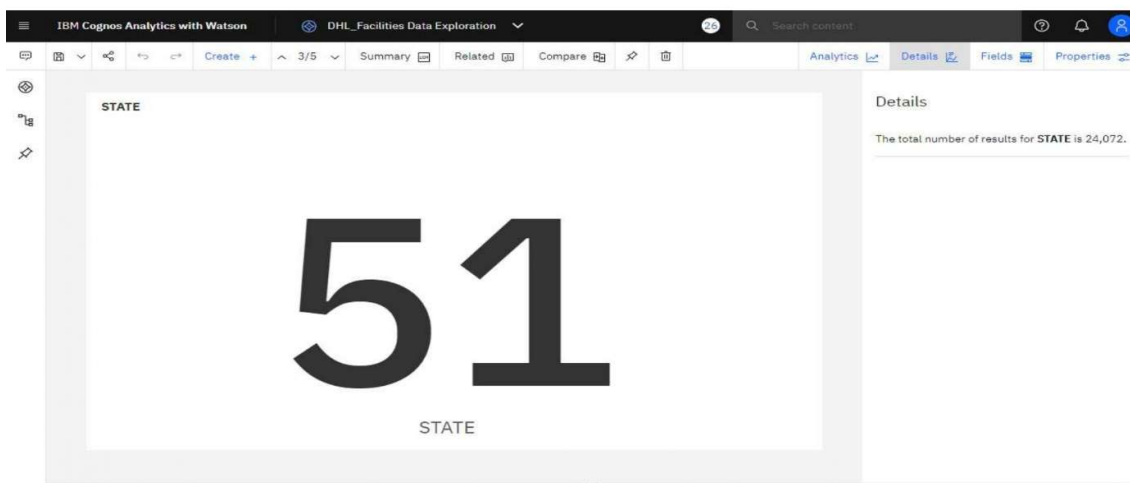 IBM Cognos Analytics with Watson
DHL_Facilities Data Exploration
26
Search content
Create +
3/5
Summary
Related
Compare
Analytics
Details
Fields
Properties
STATE
51
STATE
Details
The total number of results for STATE is 24,072.